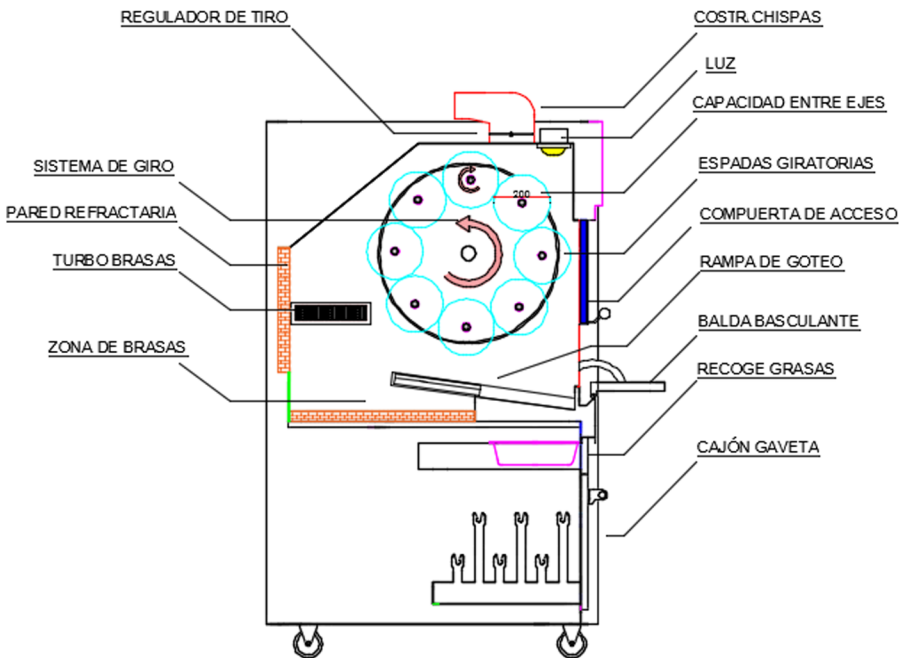 REGULADOR DE TIRO
COSTR. CHISPAS
LUZ
CAPACIDAD ENTRE EJES
SISTEMA DE GIRO
ESPADAS GIRATORIAS
200
PARED REFRACTARIA
COMPUERTA DE ACCESO
TURBO BRASAS
RAMPA DE GOTEO
BALDA BASCULANTE
ZONA DE BRASAS
RECOGE GRASAS
CAJÓN GAVETA